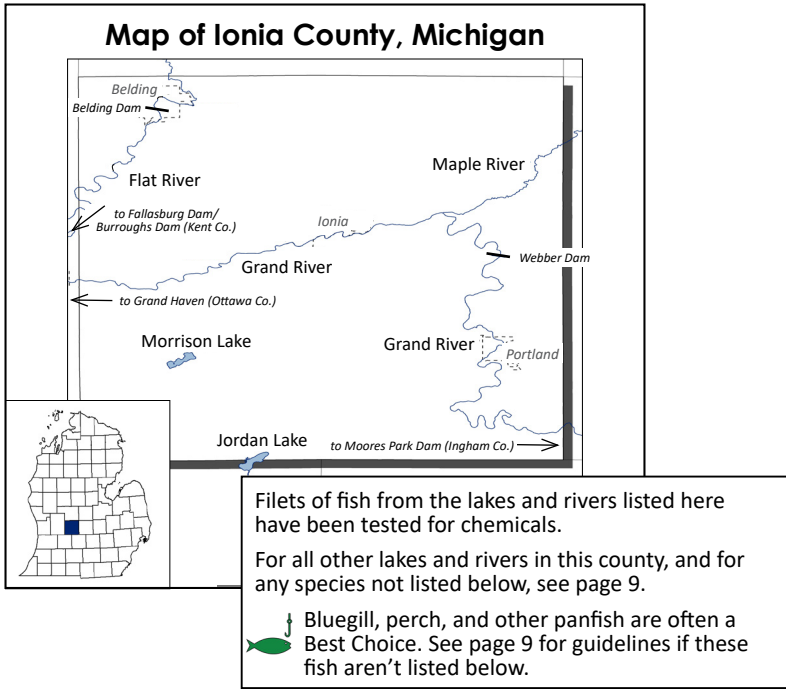 Map of Ionia County, Michigan
Belding
Belding Dam
Flat River
Maple River
to Fallasburg Dam/
Burroughs Dam (Kent Co.)
Ionia
Grand River
Webber Dam
to Grand Haven (Ottawa Co.)
Morrison Lake
Grand River
Portland
Jordan Lake
to Moores Park Dam (Ingham Co.)
Filets of fish from the lakes and rivers listed here
have been tested for chemicals.
For all other lakes and rivers in this county, and for
any species not listed below, see page 9.
Bluegill, perch, and other panfish are often a
Best Choice. See page 9 for guidelines if these
fish aren't listed below.